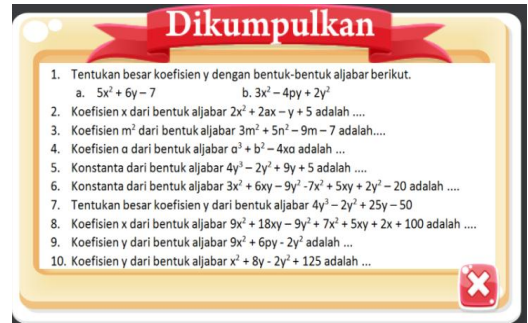 Dikumpulkan
1. Tentukan besar koefisien y dengan bentuk-bentuk aljabar berikut.
a. 5x² + 6y – 7 b. 3x² – 4py + 2y²
2. Koefisien x dari bentuk aljabar 2x² + 2ax – y + 5 adalah ....
3. Koefisien m² dari bentuk aljabar 3m² + 5n² – 9m – 7 adalah....
4. Koefisien ɑ dari bentuk aljabar ɑ³ + b² – 4xɑ adalah ...
5. Konstanta dari bentuk aljabar 4y³ – 2y² + 9y + 5 adalah ....
6. Konstanta dari bentuk aljabar 3x² + 6xy – 9y² -7x² + 5xy + 2y² – 20 adalah ....
7. Tentukan besar koefisien y dari bentuk aljabar 4y³ – 2y² + 25y – 50
8. Koefisien x dari bentuk aljabar 9x² + 18xy – 9y² + 7x² + 5xy + 2x + 100 adalah ....
9. Koefisien y dari bentuk aljabar 9x² + 6py - 2y² adalah ...
10. Koefisien y dari bentuk aljabar x² + 8y - 2y² + 125 adalah ...